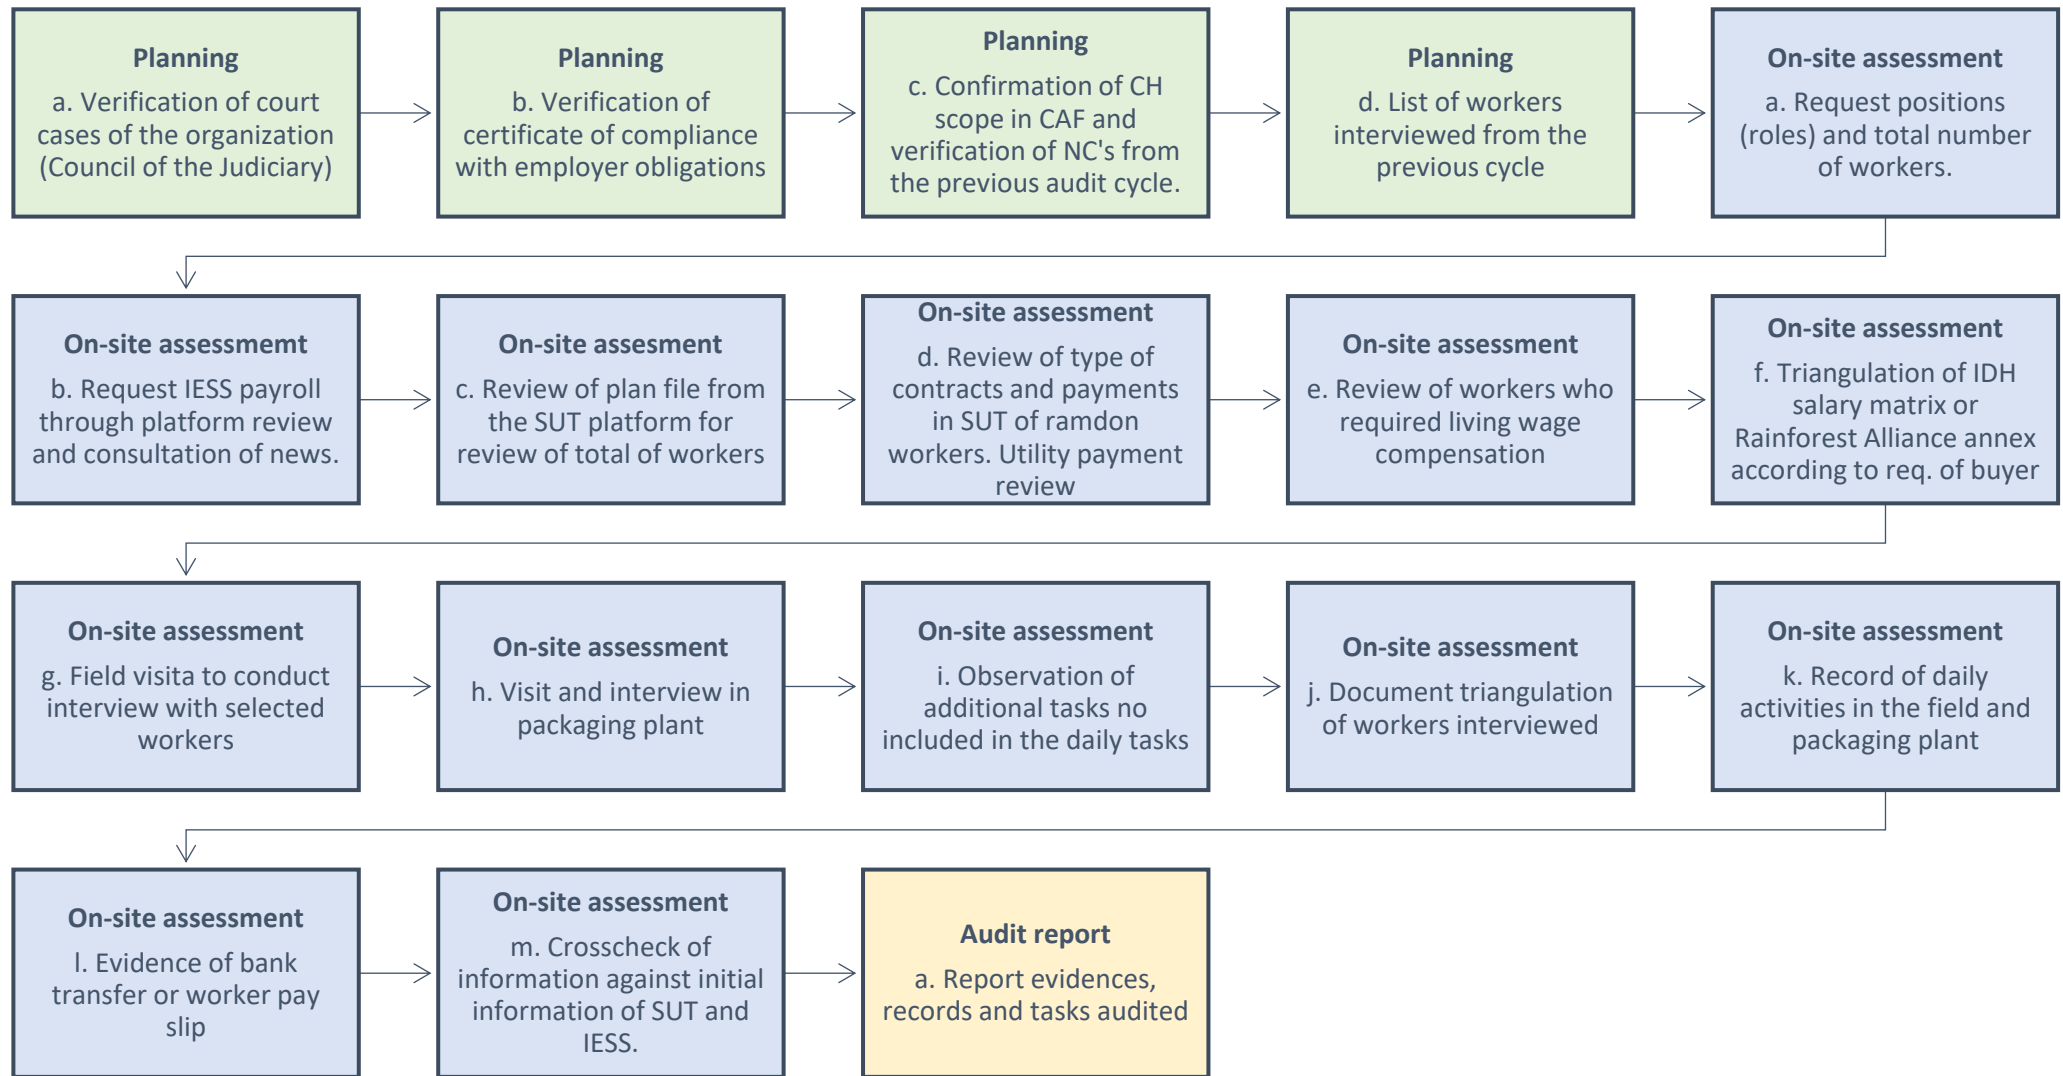 Planning
a. Verification of court
cases of the organization
(Council of the Judiciary)
Planning
b. Verification of
certificate of compliance
with employer obligations
Planning
c. Confirmation of CH
scope in CAF and
verification of NC's from
the previous audit cycle.
Planning
d. List of workers
interviewed from the
previous cycle
On-site assessment
a. Request positions
(roles) and total number
of workers.
On-site assessmemt
b. Request IESS payroll
through platform review
and consultation of news.
On-site assesment
c. Review of plan file from
the SUT platform for
review of total of workers
On-site assessment
d. Review of type of
contracts and payments
in SUT of ramdon
workers. Utility payment
review
On-site assessment
e. Review of workers who
required living wage
compensation
On-site assessment
f. Triangulation of IDH
salary matrix or
Rainforest Alliance annex
according to req. of buyer
On-site assessment
g. Field visita to conduct
interview with selected
workers
On-site assessment
h. Visit and interview in
packaging plant
On-site assessment
i. Observation of
additional tasks no
included in the daily tasks
On-site assessment
j. Document triangulation
of workers interviewed
On-site assessment
k. Record of daily
activities in the field and
packaging plant
On-site assessment
l. Evidence of bank
transfer or worker pay
slip
On-site assessment
m. Crosscheck of
information against initial
information of SUT and
IESS.
Audit report
a. Report evidences,
records and tasks audited